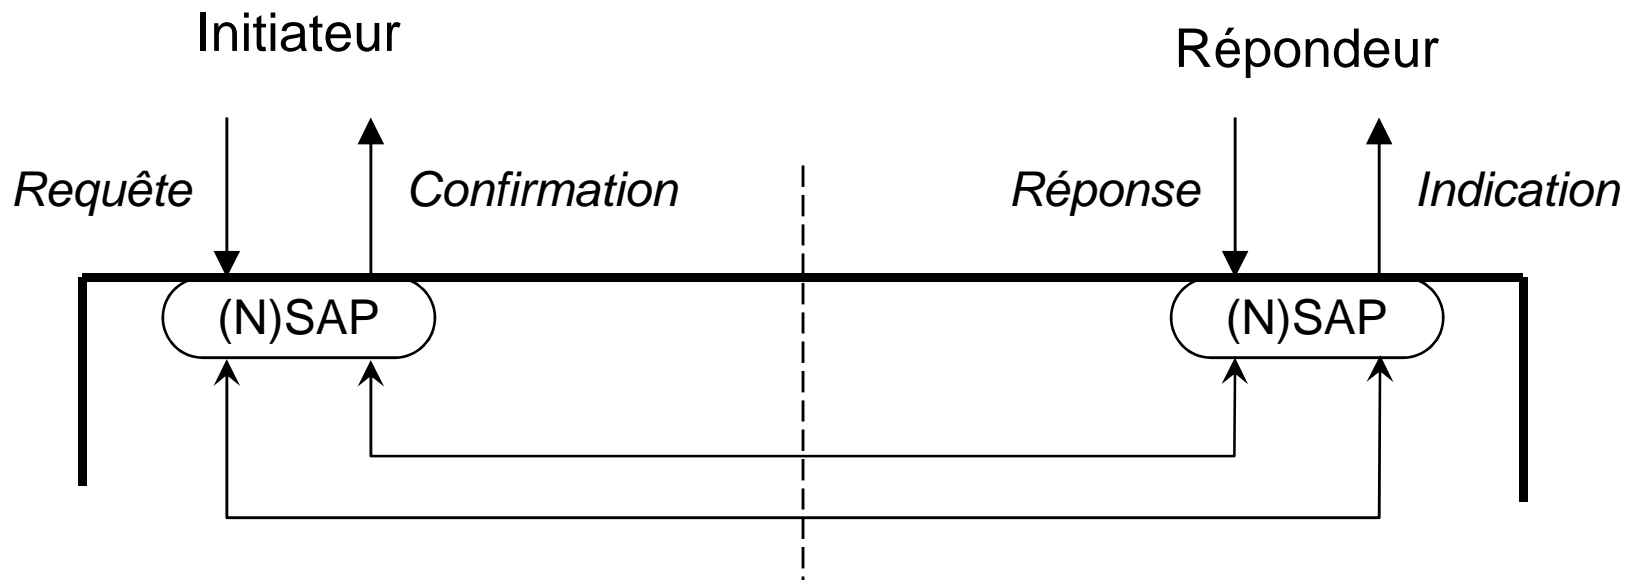 Initiateur
Répondeur
Requête
Confirmation
Réponse
Indication
(N)SAP
(N)SAP